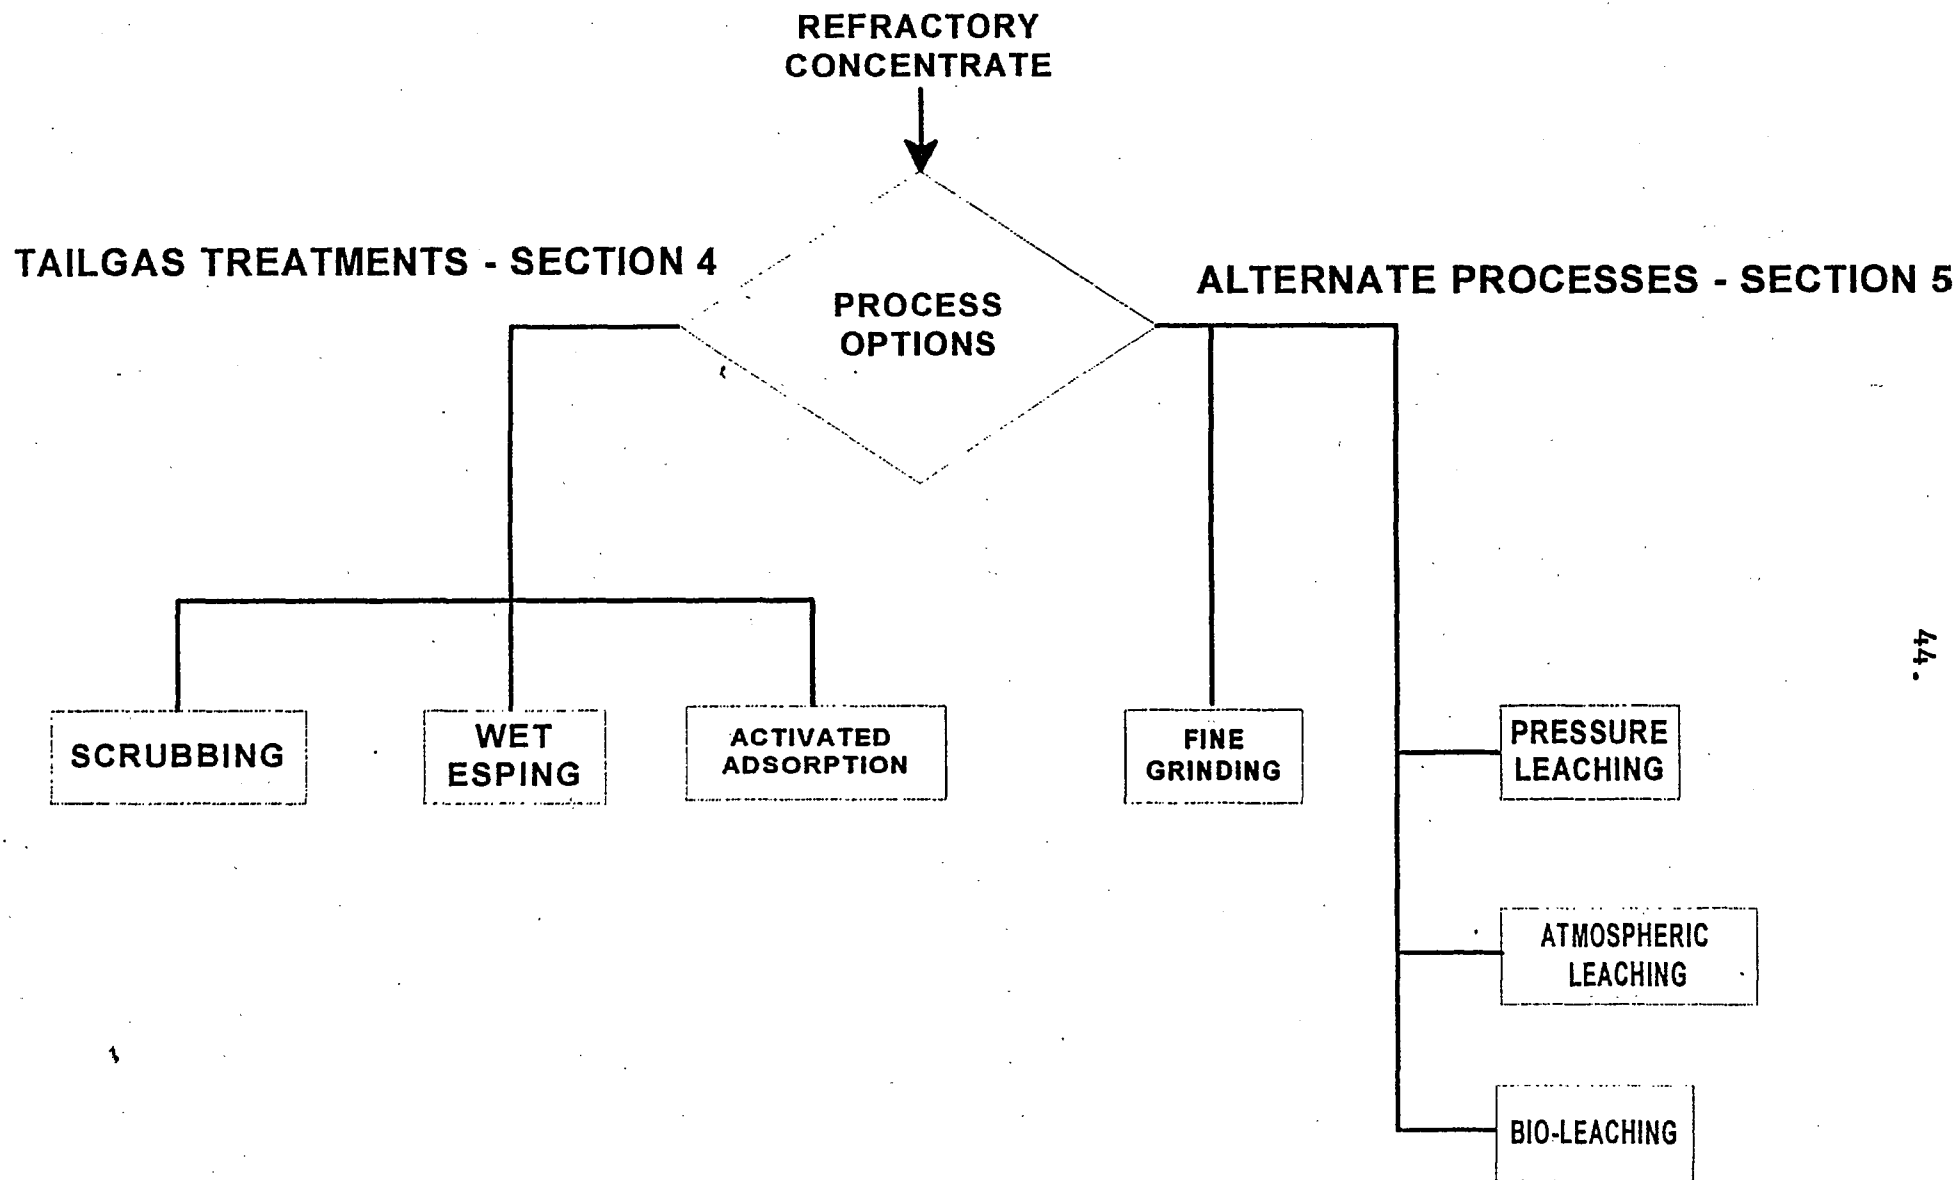 REFRACTORY
CONCENTRATE
TAILGAS TREATMENTS - SECTION 4
PROCESS
OPTIONS
ALTERNATE PROCESSES - SECTION 5
44.
SCRUBBING
WET
ESPING
ACTIVATED
ADSORPTION
FINE
GRINDING
PRESSURE
LEACHING
ATMOSPHERIC
LEACHING
BIO-LEACHING